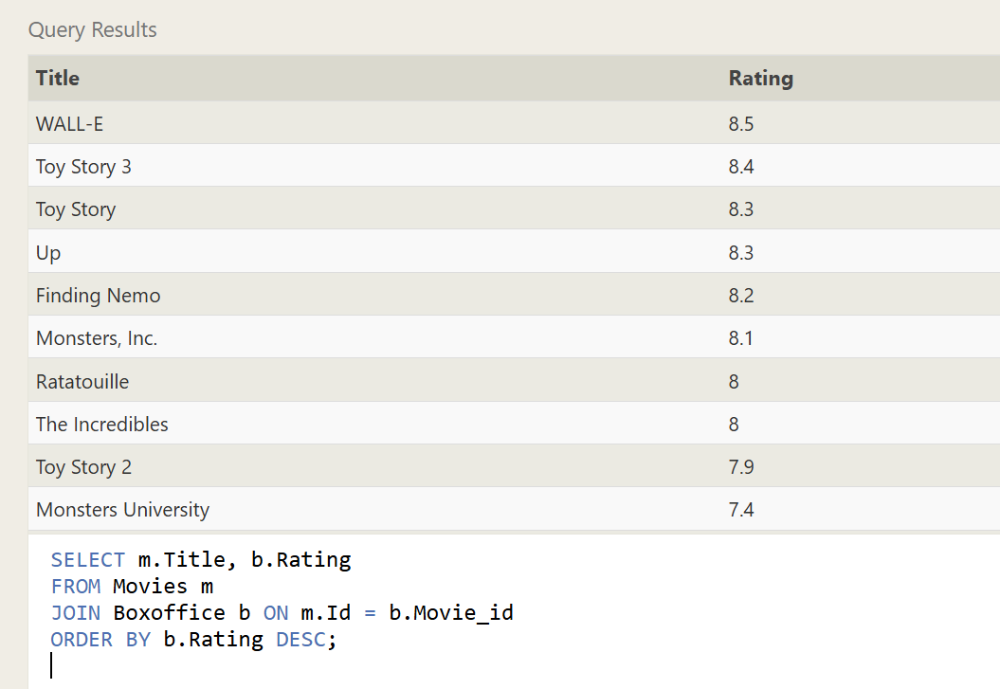 Query Results
Title Rating
WALL-E 8.5
Toy Story 3 8.4
Toy Story 8.3
Up 8.3
Finding Nemo 8.2
Monsters, Inc. 8.1
Ratatouille 8
The Incredibles 8
Toy Story 2 7.9
Monsters University 7.4
SELECT m.Title, b.Rating
FROM Movies m
JOIN Boxoffice b ON m.Id = b.Movie_id
ORDER BY b.Rating DESC;